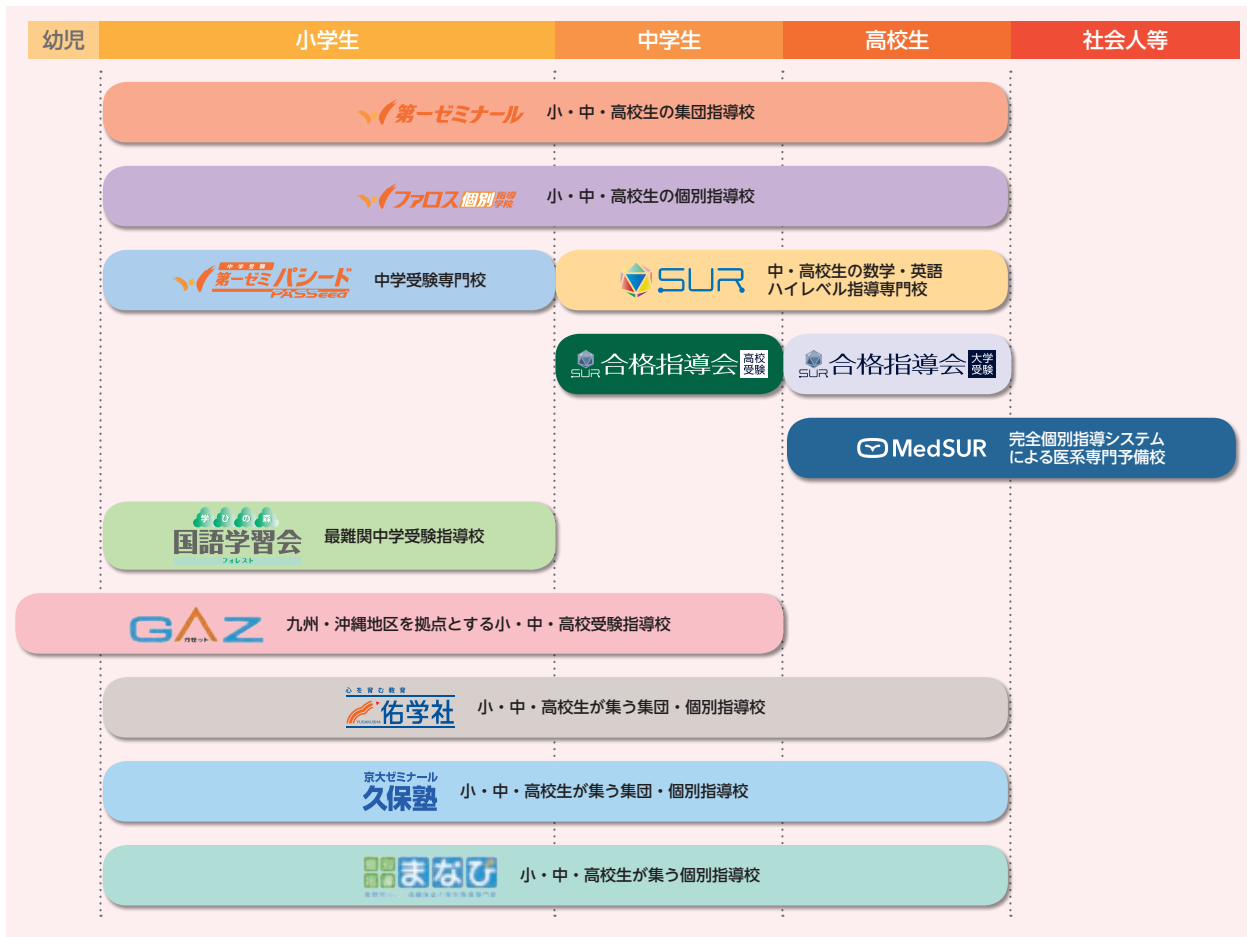 幼児 小学生 中学生 高校生 社会人等
第一ゼミナール 小・中・高校生の集団指導校
ファロス個別指導学院 小・中・高校生の個別指導校
中学受験
第一ゼミパシード
PASSeed
中学受験専門校
SUR
中・高校生の数学・英語
ハイレベル指導専門校
SUR 合格指導会 高校受験
SUR 合格指導会 大学受験
MedSUR
完全個別指導システム
による医系専門予備校
学びの森
国語学習会
フォレスト
最難関中学受験指導校
GAZ
ガゼット
九州・沖縄地区を拠点とする小・中・高校受験指導校
心を育む教育
佑学社
YUGAKUSHA
小・中・高校生が集う集団・個別指導校
京大ゼミナール
久保塾
小・中・高校生が集う集団・個別指導校
まなび
小・中・高校生が集う個別指導校